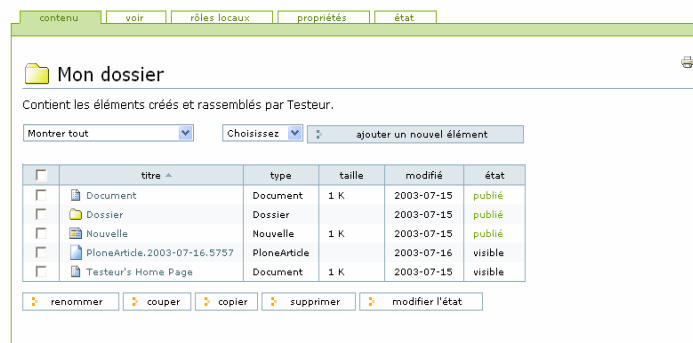 contenu voir rôles locaux propriétés état
Mon dossier
Contient les éléments créés et rassemblés par Testeur.
Montrer tout Choisissez ajouter un nouvel élément
titre type taille modifié état
Document Document 1 K 2003-07-15 publié
Dossier Dossier 2003-07-15 publié
Nouvelle Nouvelle 1 K 2003-07-15 publié
PloneArticle.2003-07-16.5757 PloneArticle 2003-07-16 visible
Testeur's Home Page Document 1 K 2003-07-15 visible
renommer couper copier supprimer modifier l'état